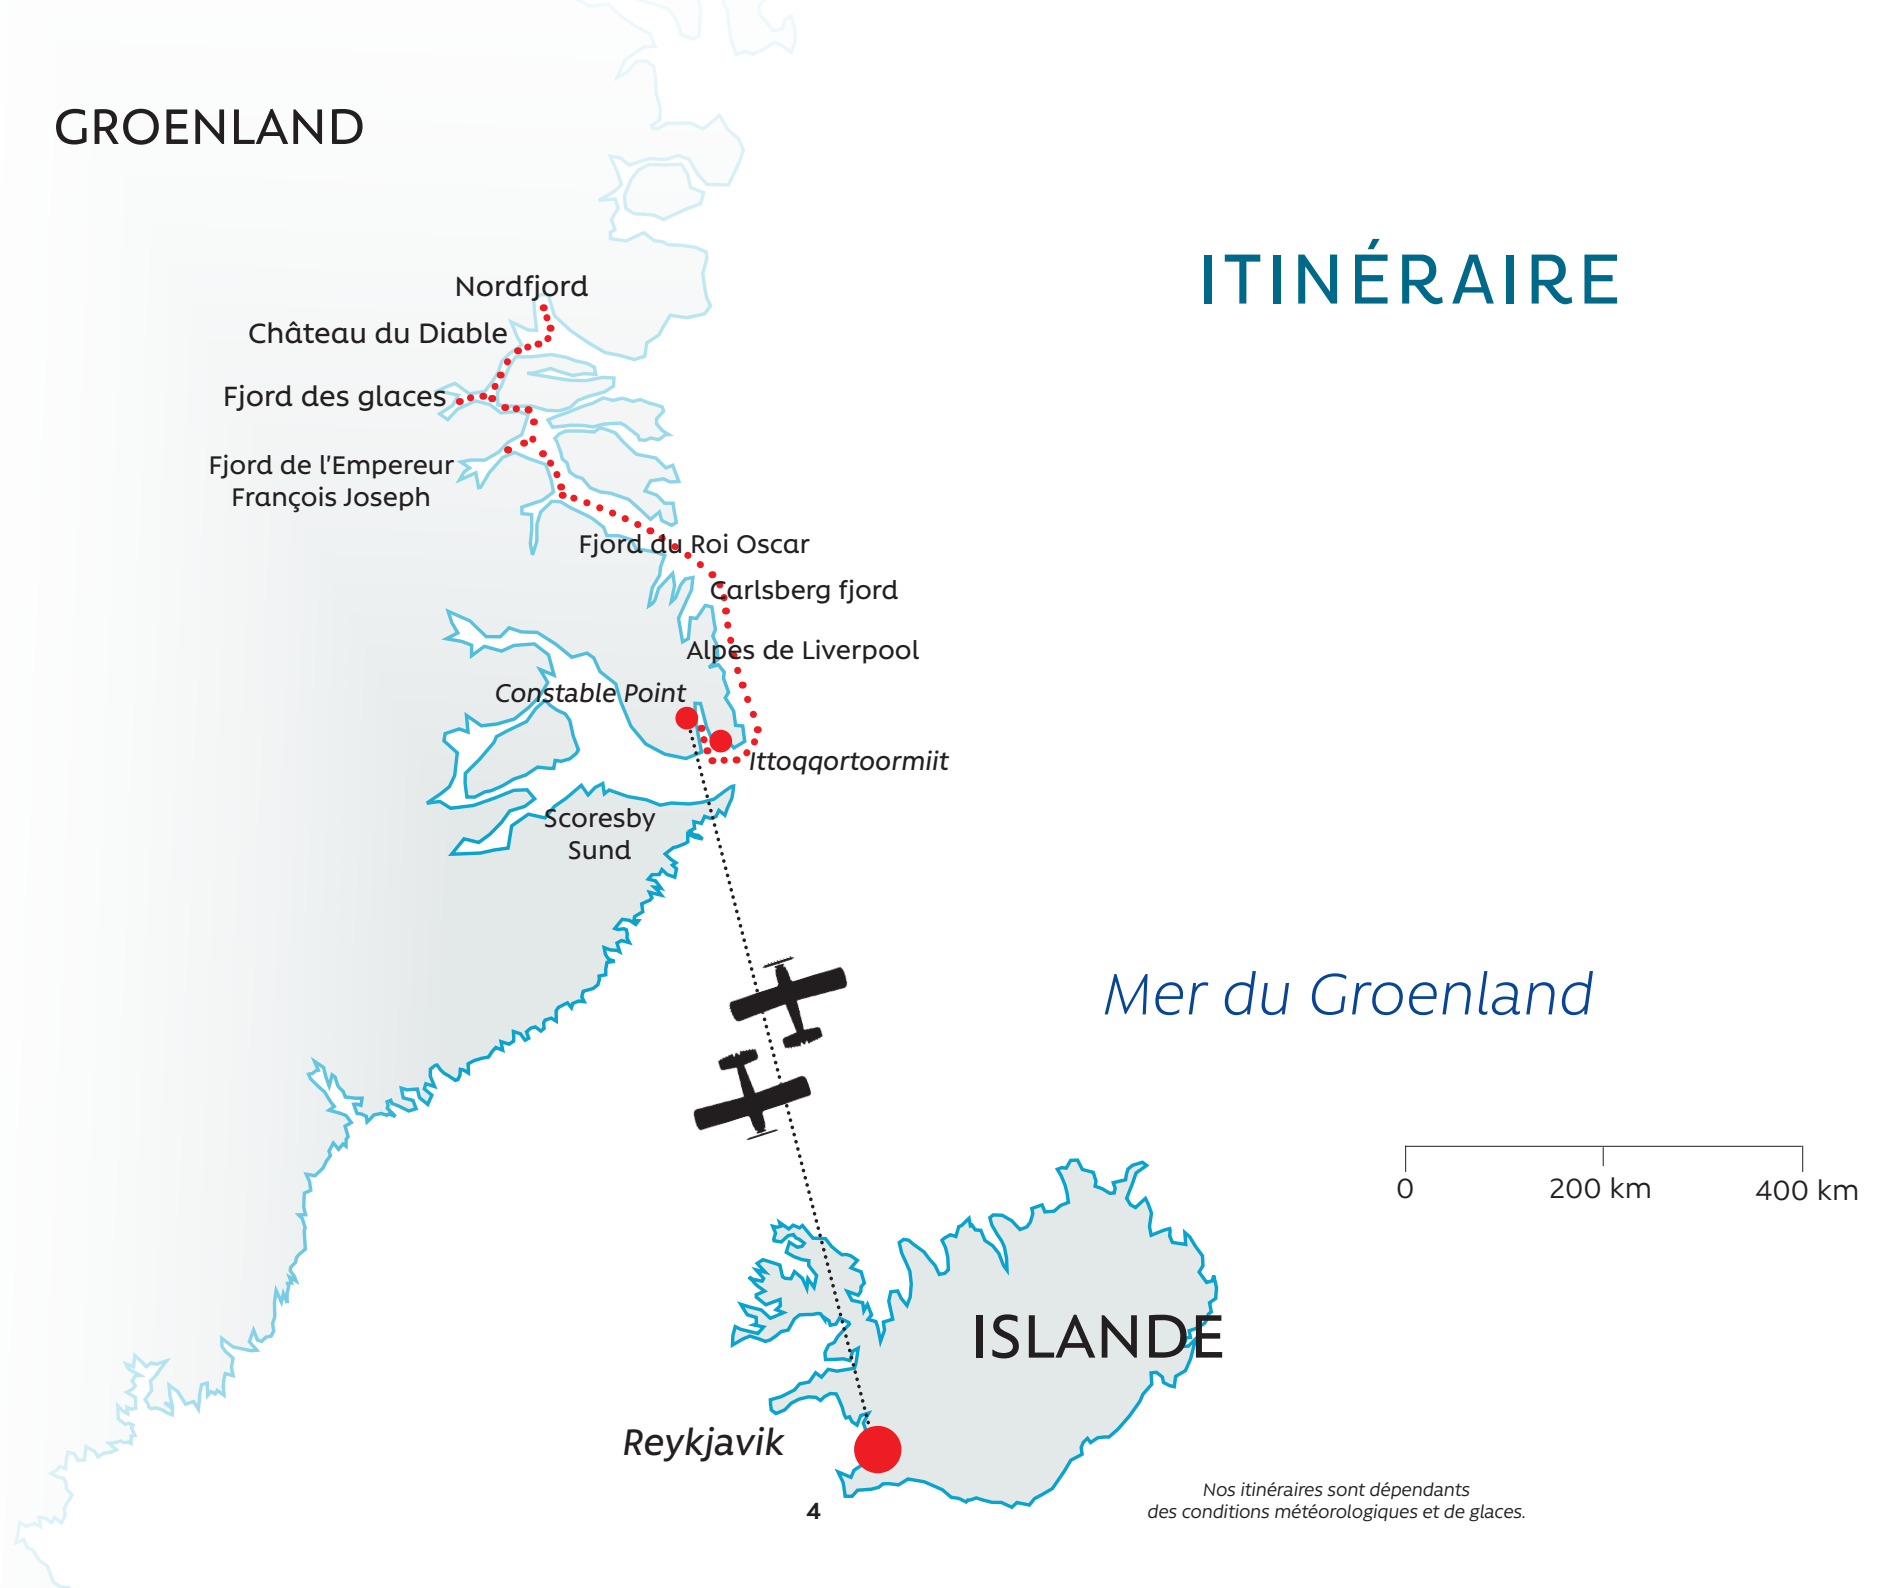 GROENLAND
ITINÉRAIRE
Nordfjord
Château du Diable
Fjord des glaces
Fjord de l'Empereur
François Joseph
Fjord du Roi Oscar
Carlsberg fjord
Alpes de Liverpool
Constable Point
Ittoqqortoormiit
Scoresby
Sund
Mer du Groenland
0
200 km
400 km
ISLANDE
Reykjavik
Nos itinéraires sont dépendants
des conditions météorologiques et de glaces.
4